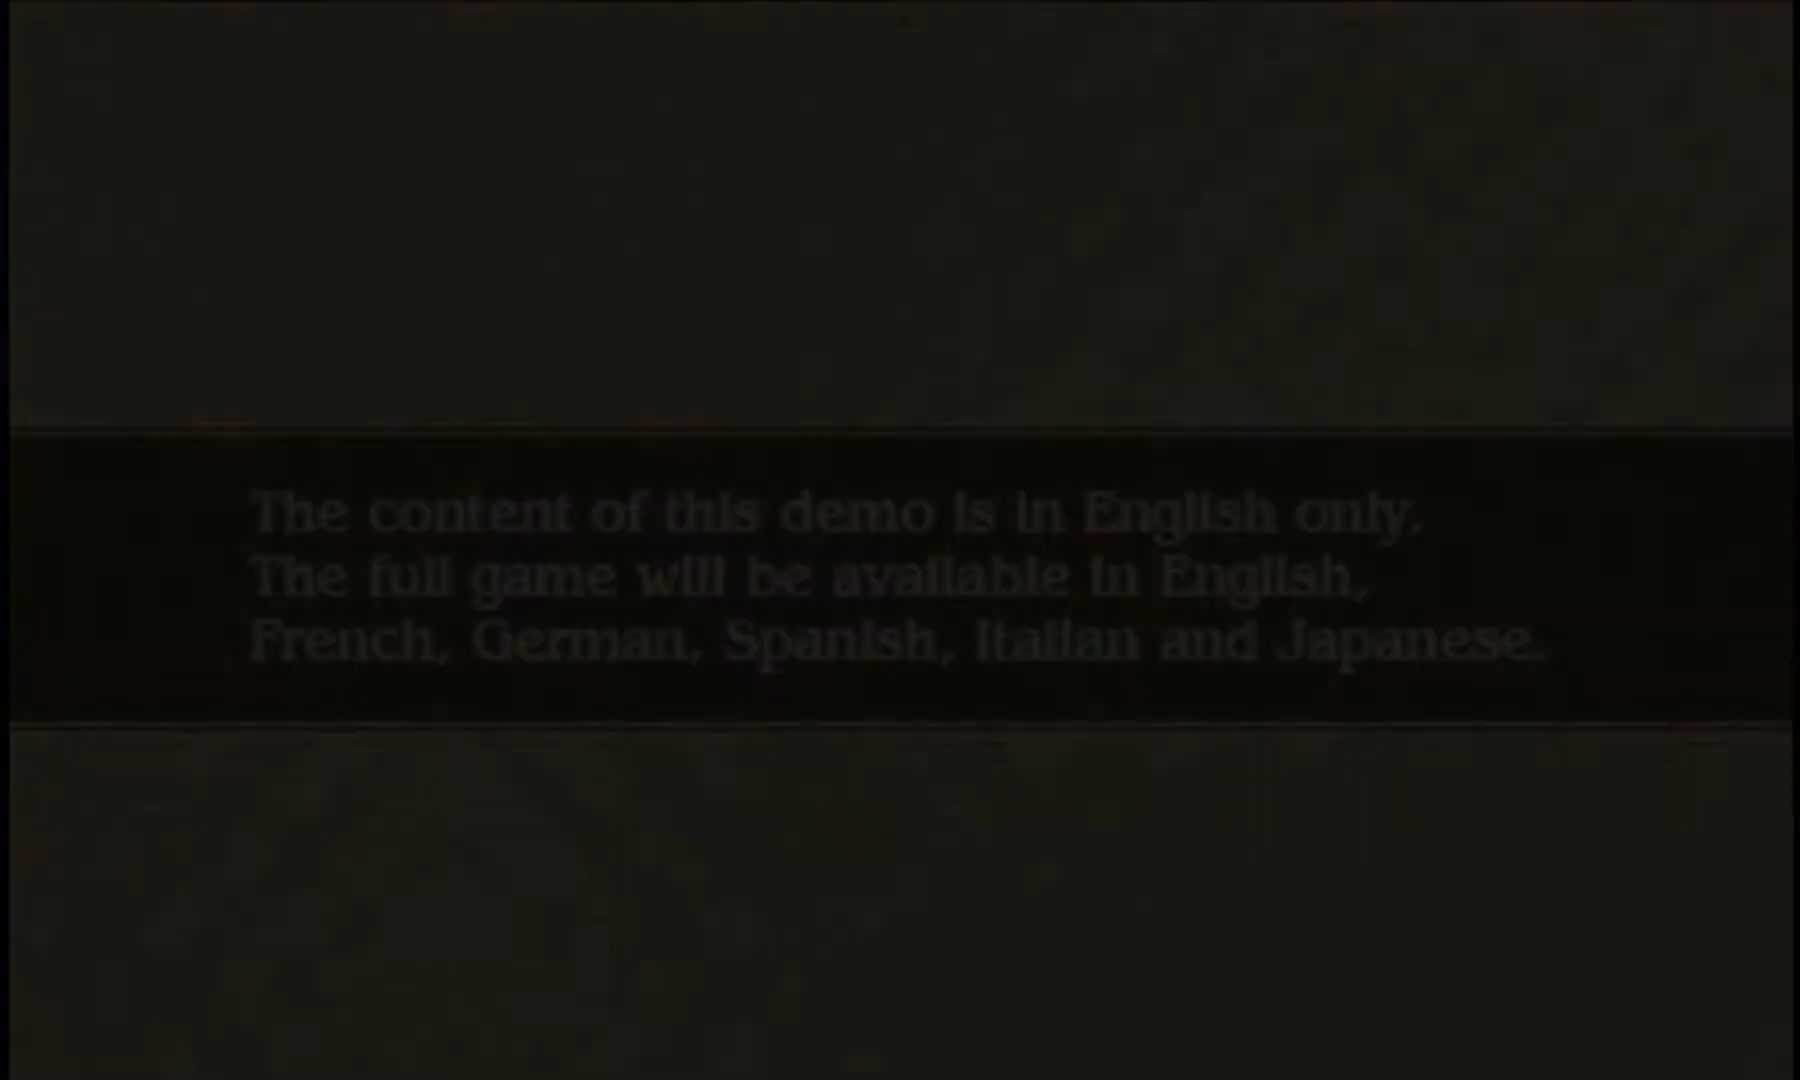 The content of this demo is in English only.
The full game will be available in English,
French, German, Spanish, Italian and Japanese.